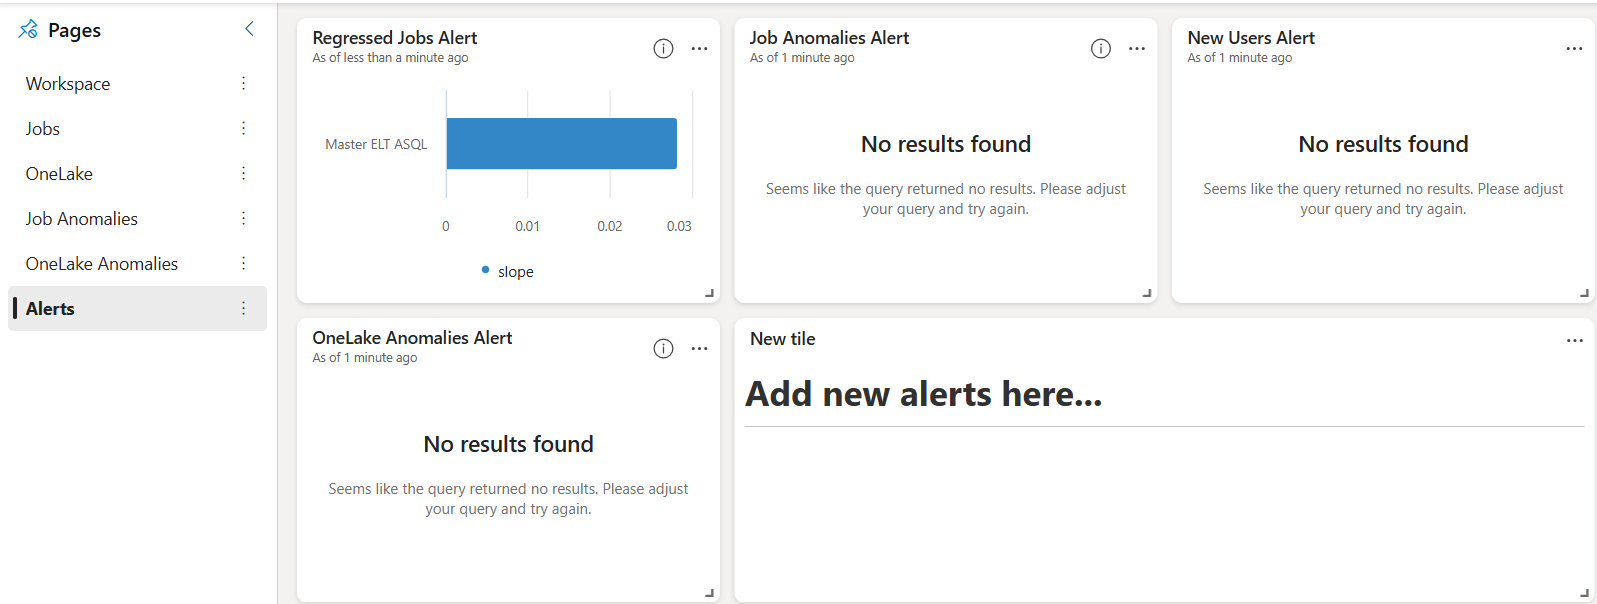 Pages
Workspace
Jobs
OneLake
Job Anomalies
OneLake Anomalies
Alerts
Regressed Jobs Alert
As of less than a minute ago
Master ELT ASQL
0 0.01 0.02 0.03
slope
Job Anomalies Alert
As of 1 minute ago
No results found
Seems like the query returned no results. Please adjust
your query and try again.
New Users Alert
As of 1 minute ago
No results found
Seems like the query returned no results. Please adjust
your query and try again.
OneLake Anomalies Alert
As of 1 minute ago
No results found
Seems like the query returned no results. Please adjust
your query and try again.
New tile
Add new alerts here...